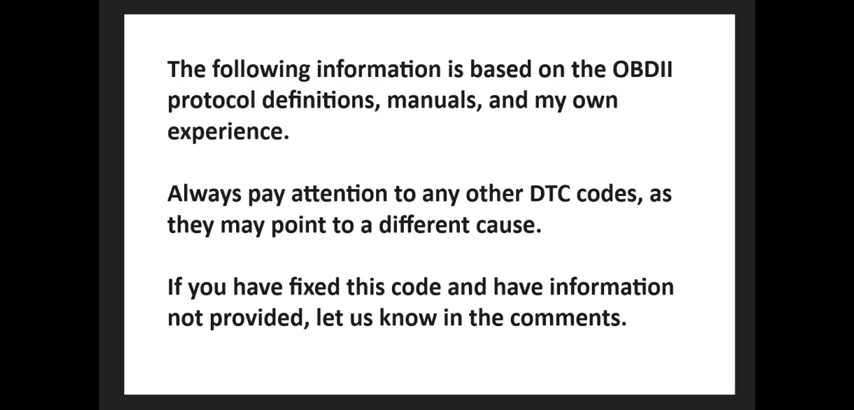 The following information is based on the OBDII
protocol definitions, manuals, and my own
experience.
Always pay attention to any other DTC codes, as
they may point to a different cause.
If you have fixed this code and have information
not provided, let us know in the comments.